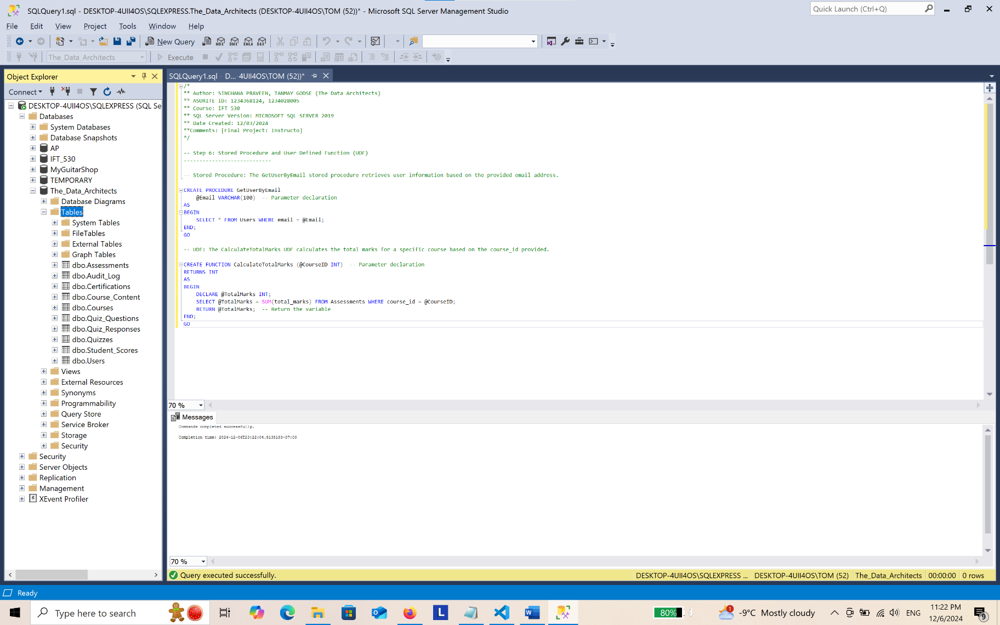 SQLQuery1.sql - DESKTOP-4UII4OS\SQLEXPRESS.The_Data_Architects (DESKTOP-4UII4OS\TOM (52))* - Microsoft SQL Server Management Studio
Quick Launch (Ctrl+Q)
File Edit View Project Tools Window Help
New Query MDX DMX XMLA DAX
The_Data_Architects Execute
Object Explorer
SQLQuery1.sql - D...-4UII4OS\TOM (52))*
Connect
DESKTOP-4UII4OS\SQLEXPRESS (SQL Se
Databases
System Databases
Database Snapshots
AP
IFT_530
MyGuitarShop
TEMPORARY
The_Data_Architects
Database Diagrams
Tables
System Tables
FileTables
External Tables
Graph Tables
dbo.Assessments
dbo.Audit_Log
dbo.Certifications
dbo.Course_Content
dbo.Courses
dbo.Quiz_Questions
dbo.Quiz_Responses
dbo.Quizzes
dbo.Student_Scores
dbo.Users
Views
External Resources
Synonyms
Programmability
Query Store
Service Broker
Storage
Security
Security
Server Objects
Replication
Management
XEvent Profiler
/*
** Author: SINCHANA PRAVEEN, TANMAY GODSE (The Data Architects)
** ASURITE ID: 1234368124, 1234028005
** Course: IFT 530
** SQL Server Version: MICROSOFT SQL SERVER 2019
** Date Created: 12/03/2024
**Comments: [Final Project: Instructo]
*/
-- Step 6: Stored Procedure and User Defined Function (UDF)
----------------------------
-- Stored Procedure: The GetUserByEmail stored procedure retrieves user information based on the provided email address.
CREATE PROCEDURE GetUserByEmail
@Email VARCHAR(100)  -- Parameter declaration
AS
BEGIN
SELECT * FROM Users WHERE email = @Email;
END;
GO
-- UDF: The CalculateTotalMarks UDF calculates the total marks for a specific course based on the course_id provided.
CREATE FUNCTION CalculateTotalMarks (@CourseID INT)  -- Parameter declaration
RETURNS INT
AS
BEGIN
DECLARE @TotalMarks INT;
SELECT @TotalMarks = SUM(total_marks) FROM Assessments WHERE course_id = @CourseID;
RETURN @TotalMarks;  -- Return the variable
END;
GO
70 %
Messages
Commands completed successfully.
Completion time: 2024-12-06T23:22:04.9138183-07:00
70 %
Query executed successfully. DESKTOP-4UII4OS\SQLEXPRESS ... DESKTOP-4UII4OS\TOM (52) The_Data_Architects 00:00:00 0 rows
Ready
Type here to search
L
80%
1
-9°C Mostly cloudy
ENG
11:22 PM
12/6/2024
9